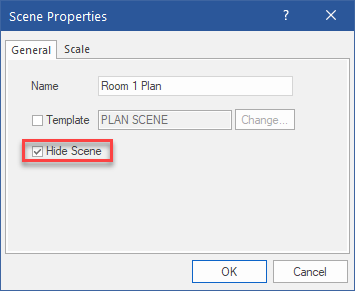 Scene Properties ?
General Scale
Name Room 1 Plan
Template PLAN SCENE Change...
Hide Scene
OK Cancel